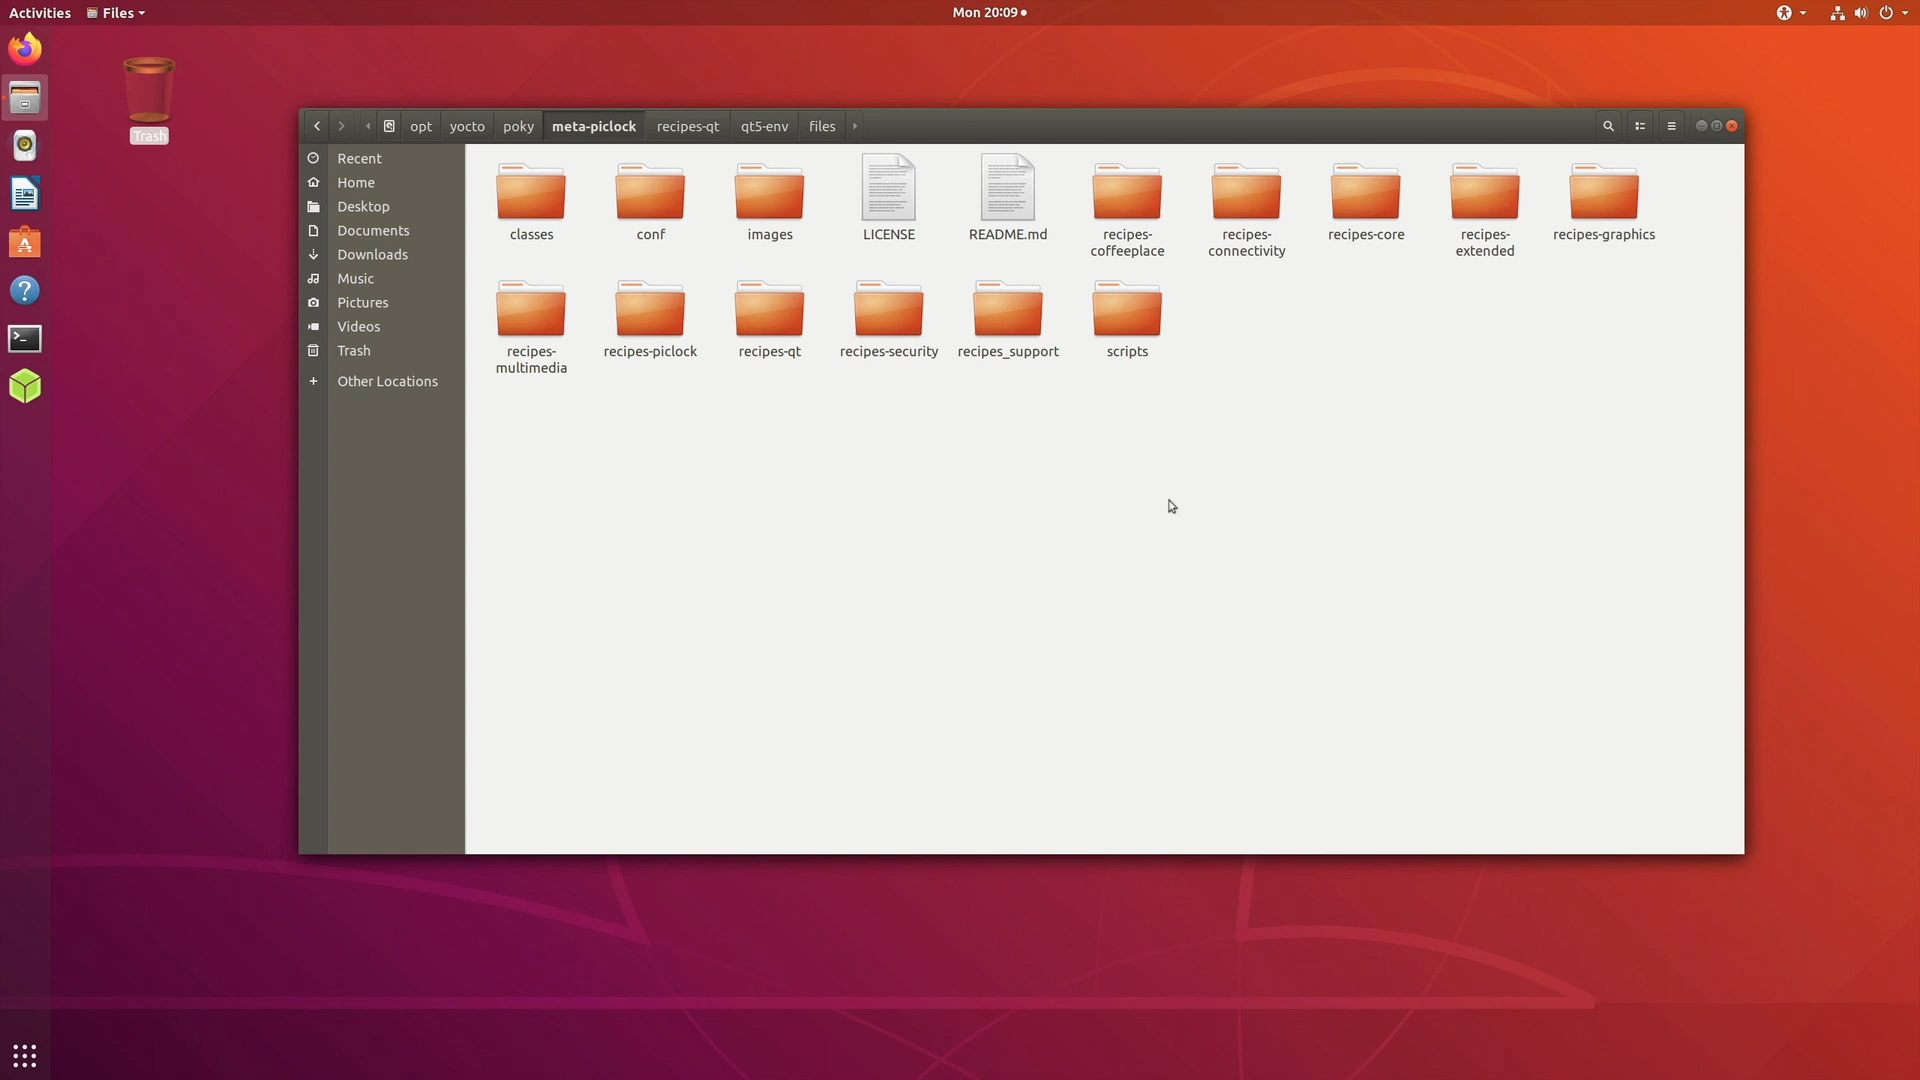 Activities Files Mon 20:09
Trash
opt yocto poky meta-piclock recipes-qt qt5-env files
Recent
Home
Desktop
Documents
Downloads
Music
Pictures
Videos
Trash
Other Locations
classes conf images LICENSE README.md recipes- recipes- recipes-core recipes- recipes-graphics
coffeeplace connectivity extended
recipes- recipes-piclock recipes-qt recipes-security recipes_support scripts
multimedia